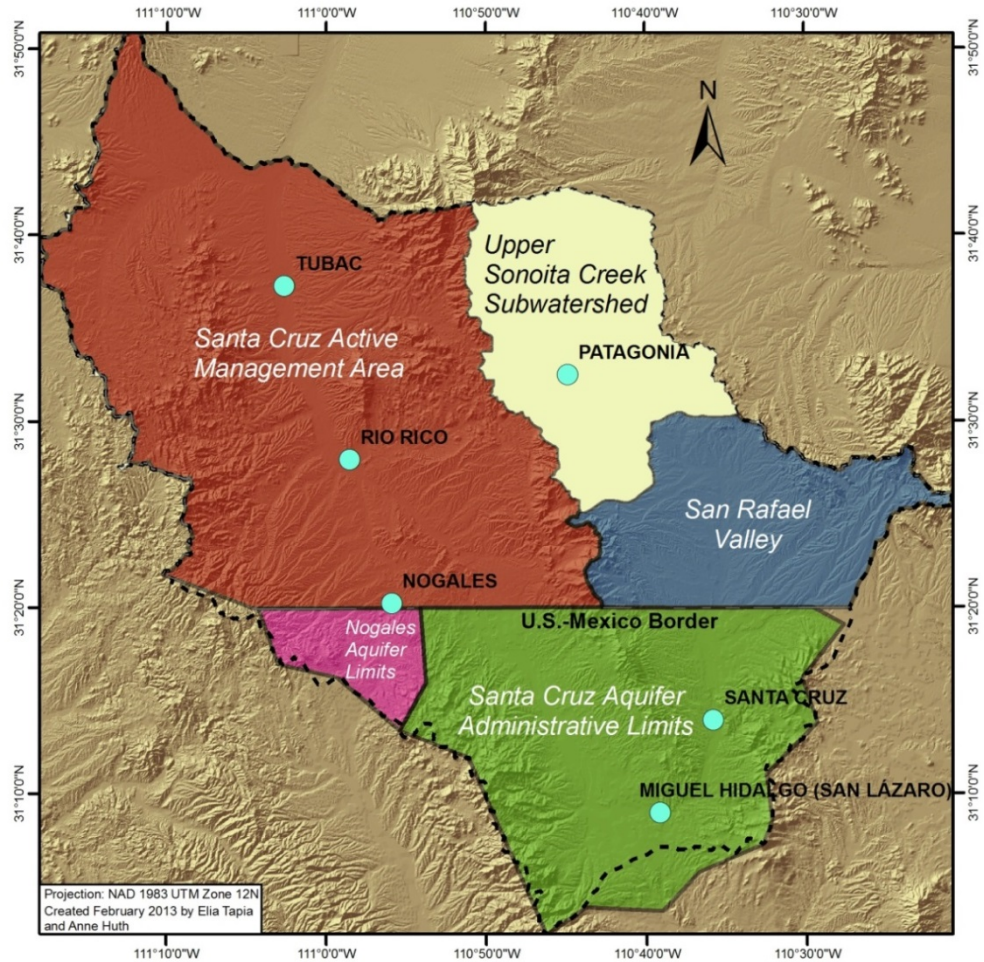 111°10'0"W
111°0'0"W
110°50'0"W
110°40'0"W
110°30'0"W
31°50'0"N
31°50'0"N
N
31°40'0"N
31°40'0"N
Upper
Sonoita Creek
Subwatershed
TUBAC
Santa Cruz Active
Management Area
PATAGONIA
31°30'0"N
31°30'0"N
RIO RICO
San Rafael
Valley
NOGALES
31°20'0"N
31°20'0"N
U.S.-Mexico Border
Nogales
Aquifer
Limits
Santa Cruz Aquifer
Administrative Limits
SANTA CRUZ
31°10'0"N
31°10'0"N
MIGUEL HIDALGO (SAN LÁZARO)
Projection: NAD 1983 UTM Zone 12N
Created February 2013 by Elia Tapia
and Anne Huth
111°10'0"W
111°0'0"W
110°50'0"W
110°40'0"W
110°30'0"W